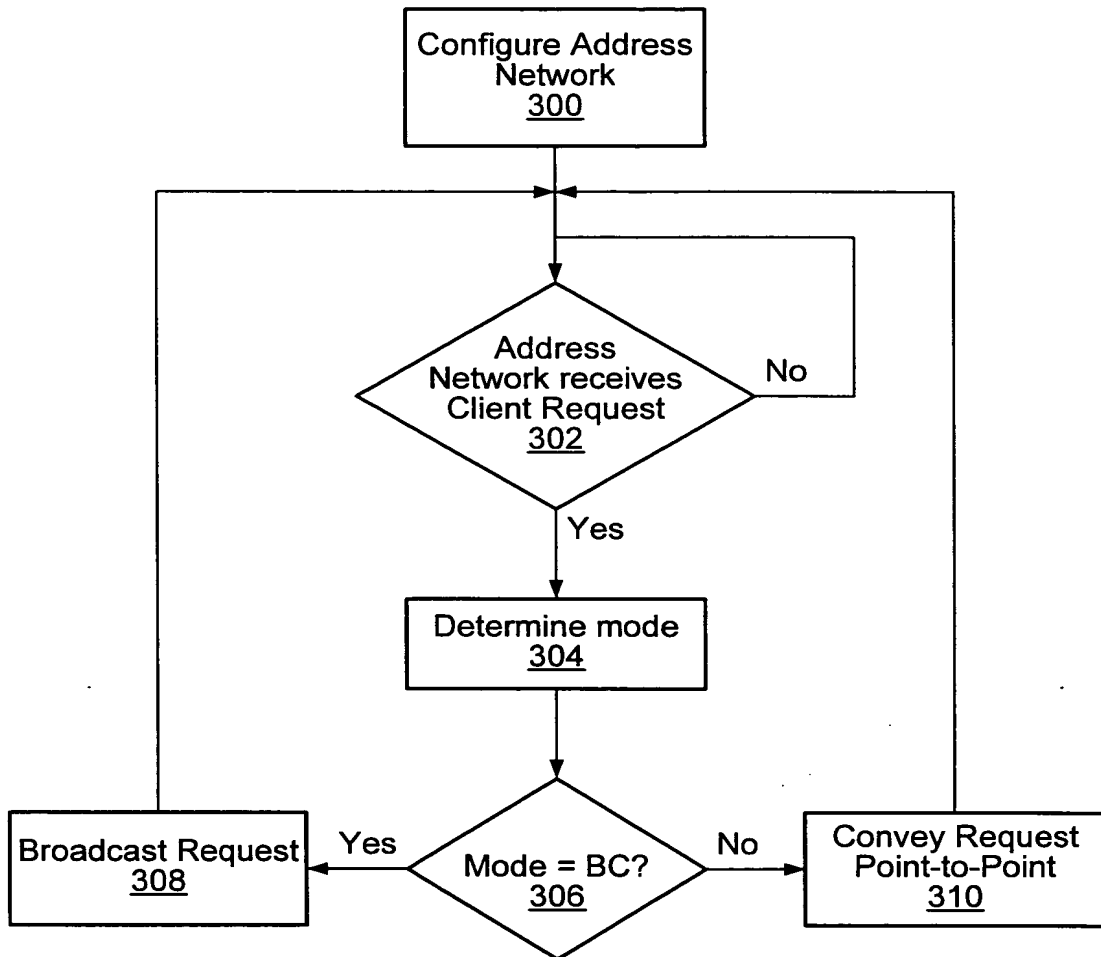 Configure Address
Network
300
Address
Network receives
Client Request
302
No
Yes
Determine mode
304
Broadcast Request
308
Yes
Mode = BC?
306
No
Convey Request
Point-to-Point
310